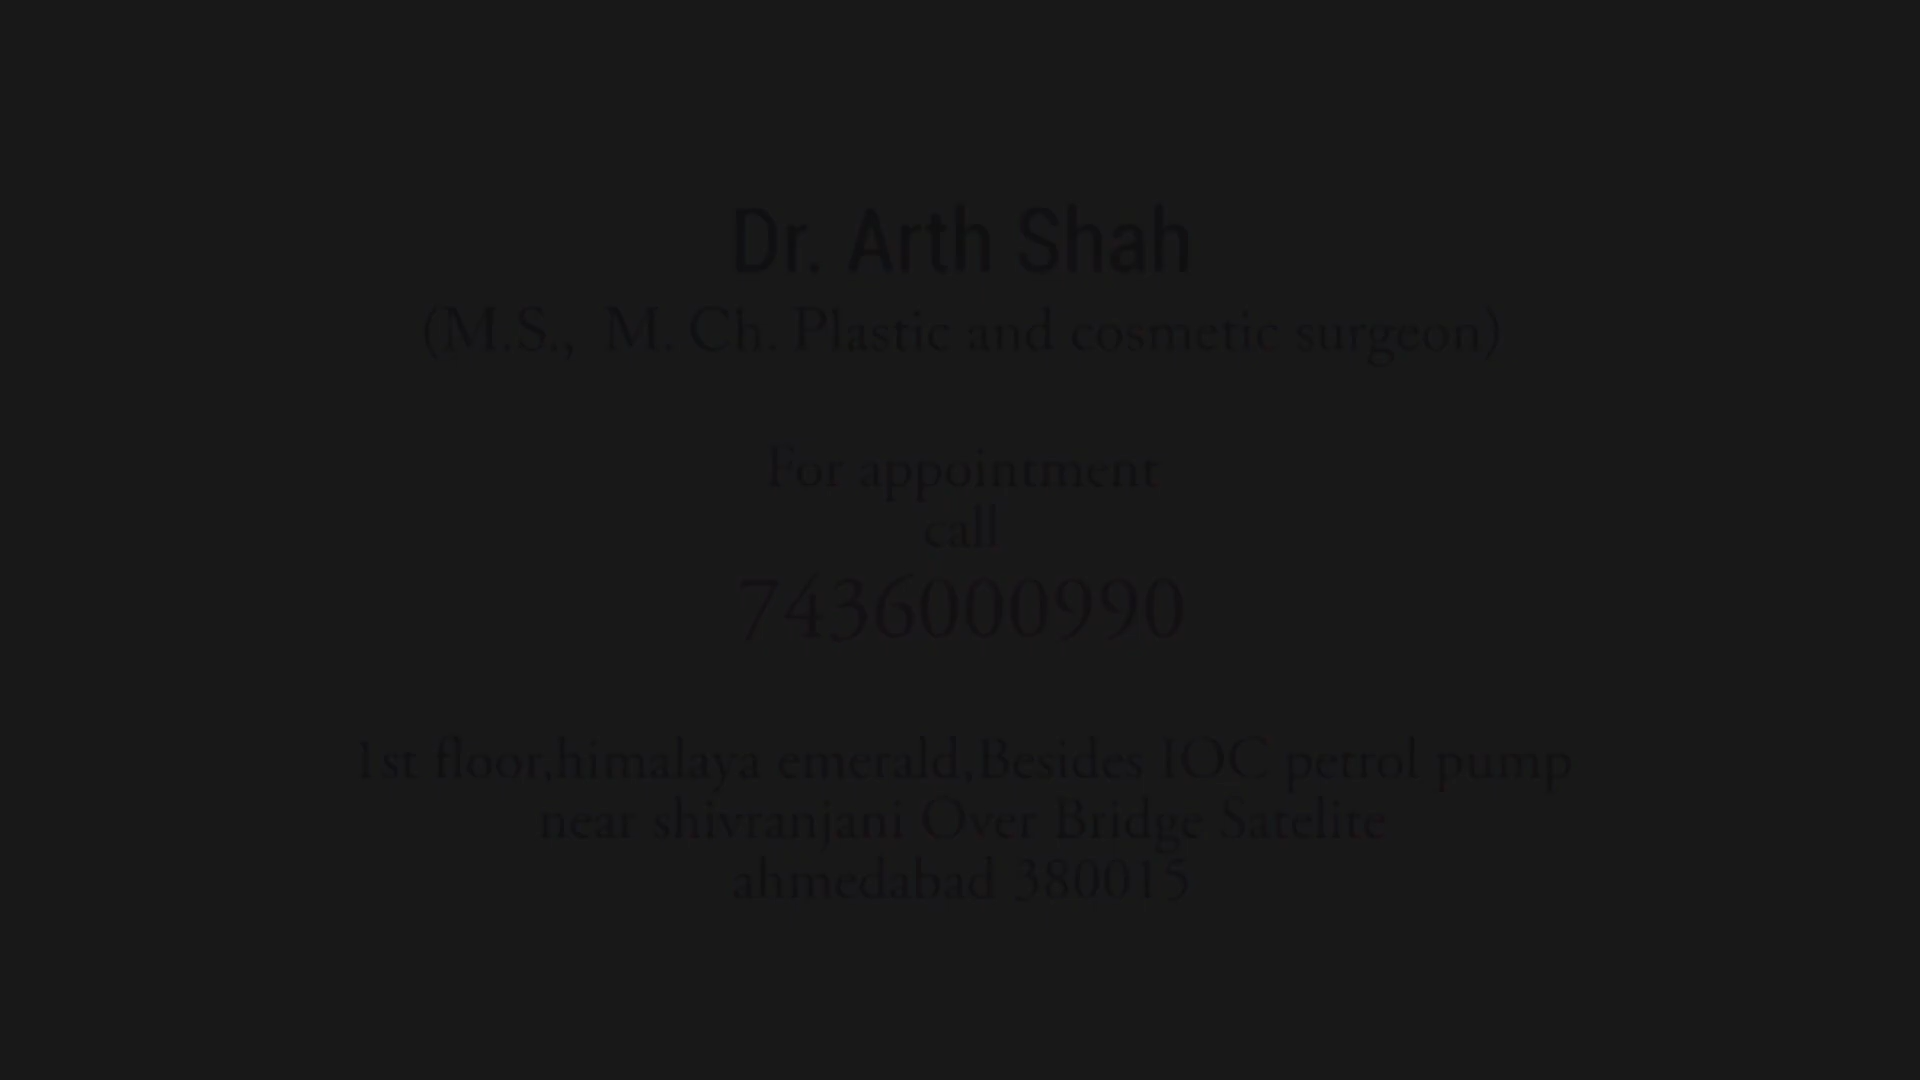 Dr. Arth Shah
(M.S., M. Ch. Plastic and cosmetic surgeon)
For appointment
call
7436000990
1st floor,himalaya emerald,Besides IOC petrol pump
near shivranjani Over Bridge Satelite
ahmedabad 380015